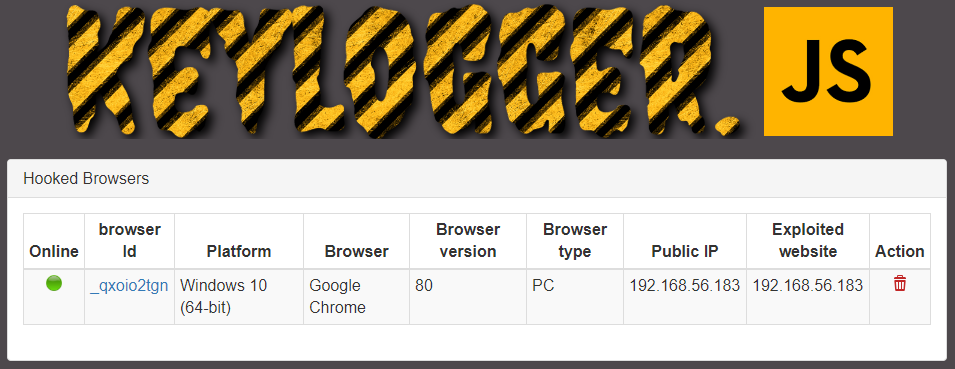 KEYLOGGER.JS
Hooked Browsers
Online browser Id Platform Browser Browser version Browser type Public IP Exploited website Action
_qxoio2tgn Windows 10 (64-bit) Google Chrome 80 PC 192.168.56.183 192.168.56.183